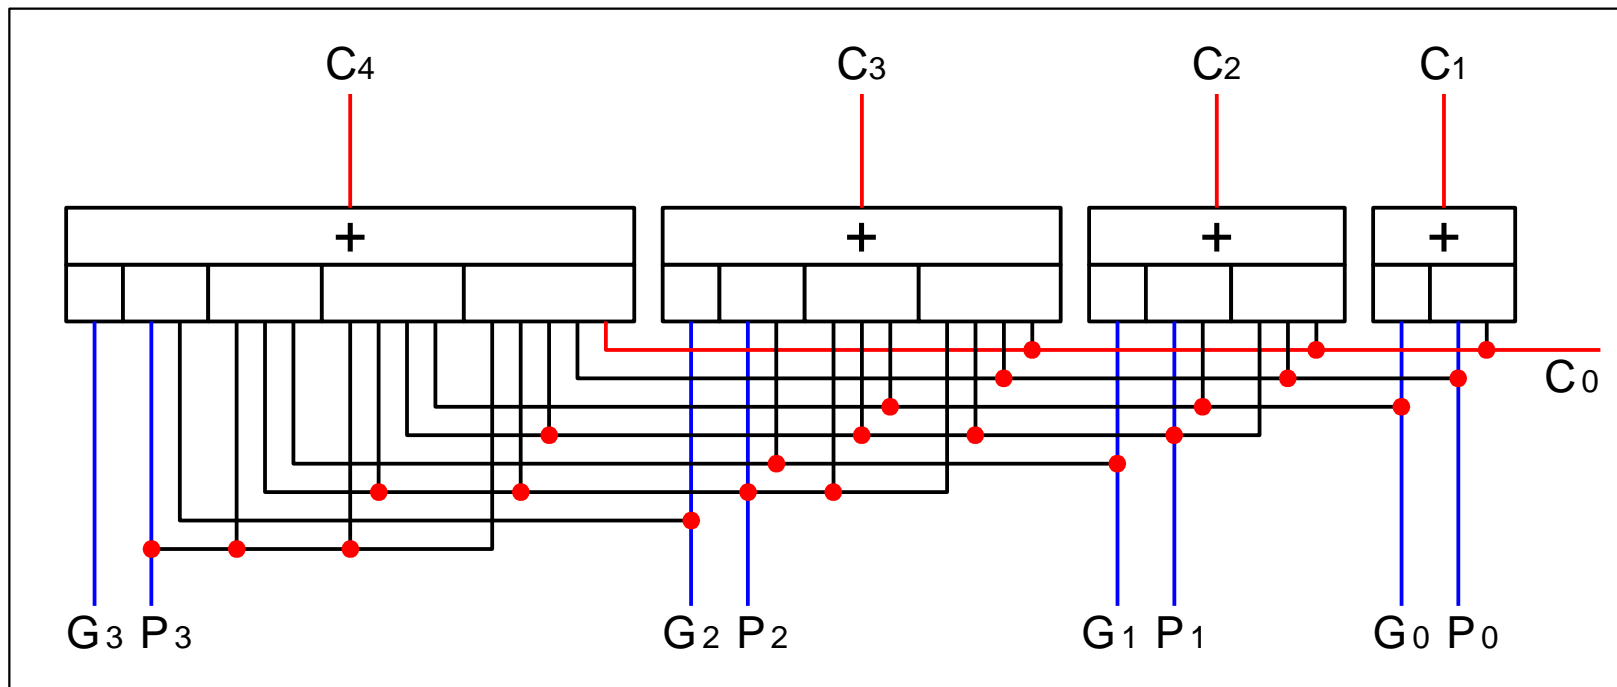 C4 C3 C2 C1
+ + + +
C0
G3 P3 G2 P2 G1 P1 G0 P0